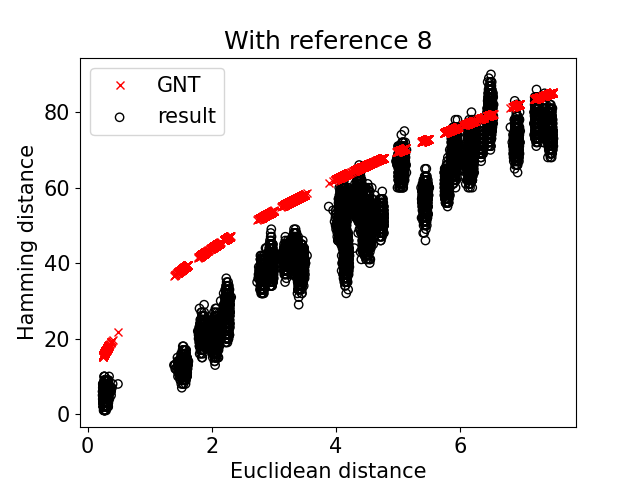 With reference 8
GNT
result
Hamming distance
80
60
40
20
0
0 2 4 6
Euclidean distance